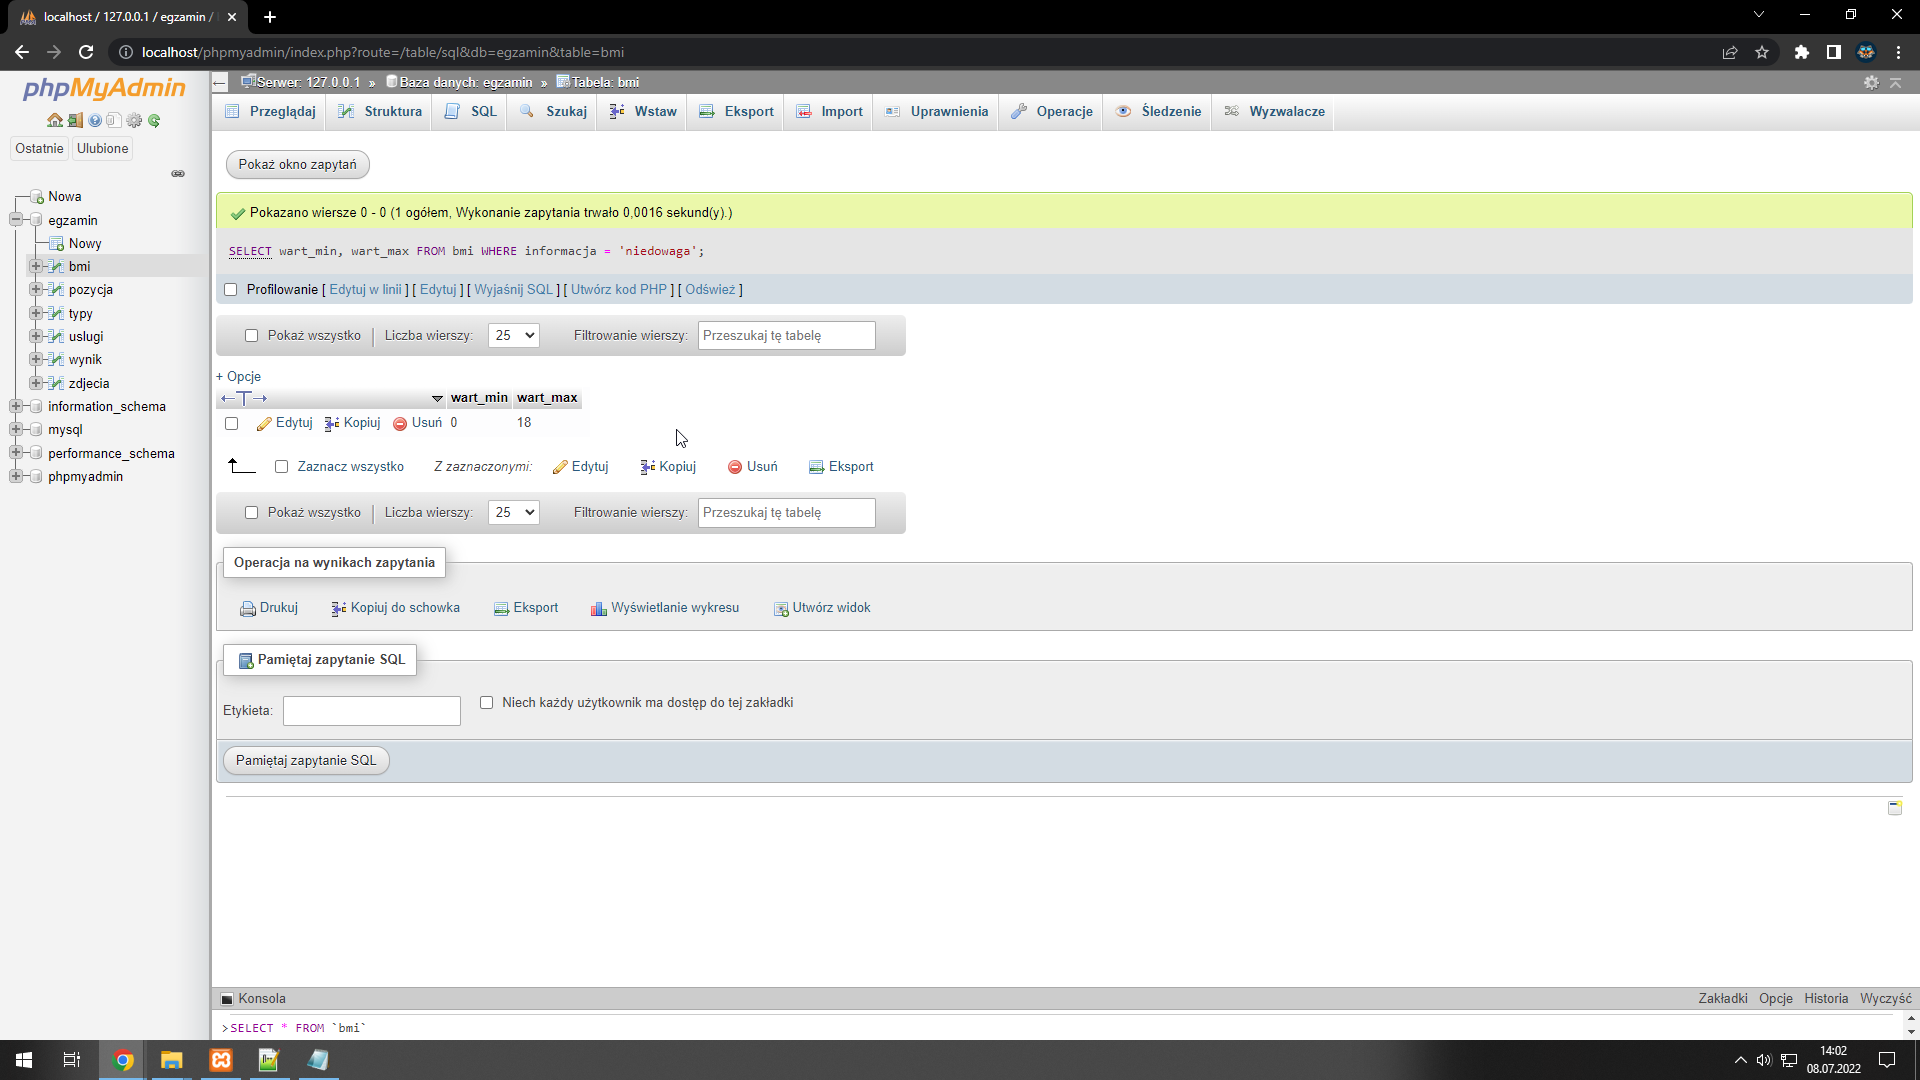 localhost / 127.0.0.1 / egzamin /
localhost/phpmyadmin/index.php?route=/table/sql&db=egzamin&table=bmi
phpMyAdmin
Ostatnie Ulubione
Nowa
egzamin
Nowy
bmi
pozycja
typy
uslugi
wynik
zdjecia
information_schema
mysql
performance_schema
phpmyadmin
Serwer: 127.0.0.1 » Baza danych: egzamin » Tabela: bmi
Przeglądaj Struktura SQL Szukaj Wstaw Eksport Import Uprawnienia Operacje Śledzenie Wyzwalacze
Pokaż okno zapytań
Pokazano wiersze 0 - 0 (1 ogółem, Wykonanie zapytania trwało 0,0016 sekund(y).)
SELECT wart_min, wart_max FROM bmi WHERE informacja = 'niedowaga';
Profilowanie [ Edytuj w linii ] [ Edytuj ] [ Wyjaśnij SQL ] [ Utwórz kod PHP ] [ Odśwież ]
Pokaż wszystko Liczba wierszy: 25 Filtrowanie wierszy: Przeszukaj tę tabelę
+ Opcje
←T→ wart_min wart_max
Edytuj Kopiuj Usuń 0 18
Zaznacz wszystko Z zaznaczonymi: Edytuj Kopiuj Usuń Eksport
Pokaż wszystko Liczba wierszy: 25 Filtrowanie wierszy: Przeszukaj tę tabelę
Operacja na wynikach zapytania
Drukuj Kopiuj do schowka Eksport Wyświetlanie wykresu Utwórz widok
Pamiętaj zapytanie SQL
Etykieta: Niech każdy użytkownik ma dostęp do tej zakładki
Pamiętaj zapytanie SQL
Konsola Zakładki Opcje Historia Wyczyść
>SELECT * FROM `bmi`
14:02
08.07.2022